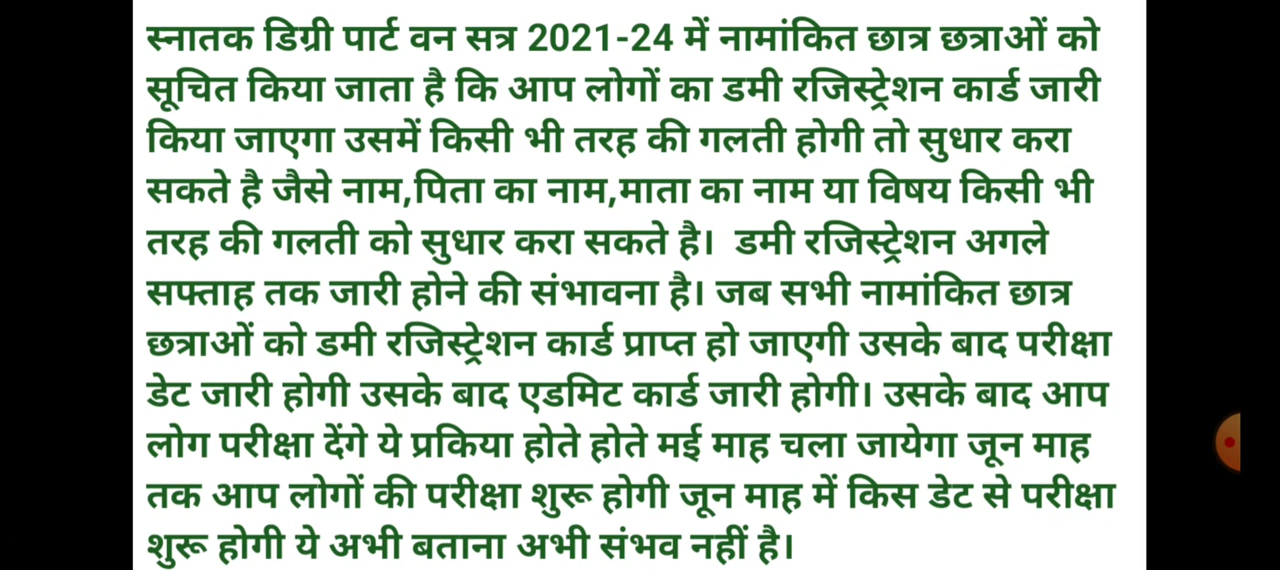 स्नातक डिग्री पार्ट वन सत्र 2021-24 में नामांकित छात्र छत्राओं को
सूचित किया जाता है कि आप लोगों का डमी रजिस्ट्रेशन कार्ड जारी
किया जाएगा उसमें किसी भी तरह की गलती होगी तो सुधार करा
सकते है जैसे नाम,पिता का नाम,माता का नाम या विषय किसी भी
तरह की गलती को सुधार करा सकते है। डमी रजिस्ट्रेशन अगले
सफ्ताह तक जारी होने की संभावना है। जब सभी नामांकित छात्र
छत्राओं को डमी रजिस्ट्रेशन कार्ड प्राप्त हो जाएगी उसके बाद परीक्षा
डेट जारी होगी उसके बाद एडमिट कार्ड जारी होगी। उसके बाद आप
लोग परीक्षा देंगे ये प्रकिया होते होते मई माह चला जायेगा जून माह
तक आप लोगों की परीक्षा शुरू होगी जून माह में किस डेट से परीक्षा
शुरू होगी ये अभी बताना अभी संभव नहीं है।